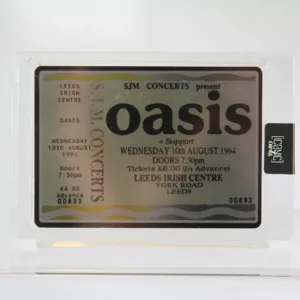 LEEDS
IRISH
CENTRE
OASIS
WEDNESDAY
10th AUGUST
1994
Doors
7:30pm
£6.00
Advance
00893
S.J.M. CONCERTS
SJM CONCERTS present
oasis
+ Support
WEDNESDAY 10th AUGUST 1994
DOORS 7:30pm
Tickets £6.00 (In Advance)
LEEDS IRISH CENTRE
YORK ROAD
LEEDS
00893
ICONIC